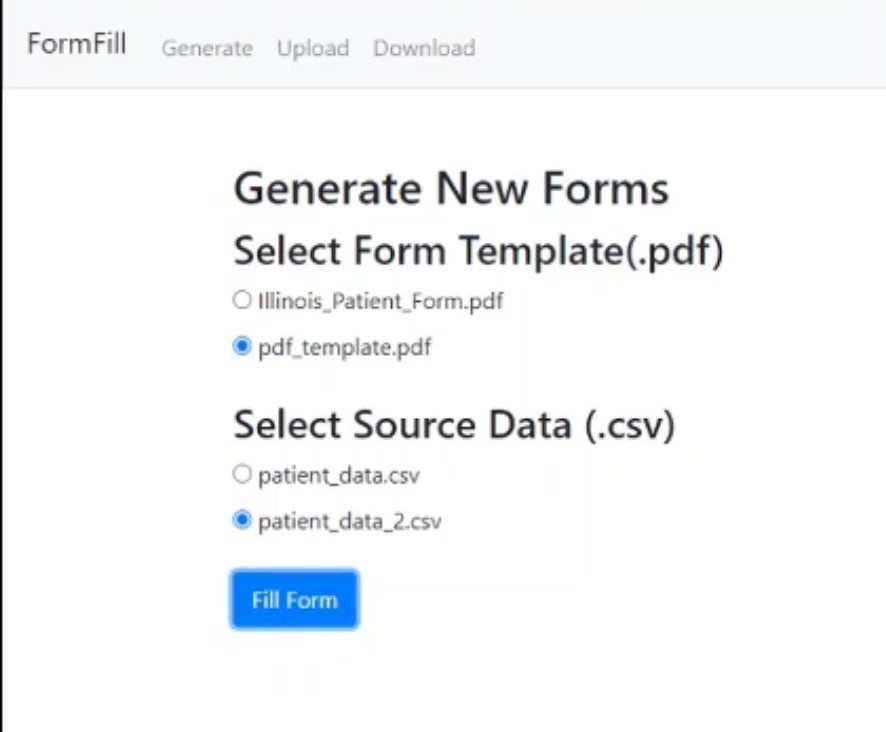 FormFill Generate Upload Download
Generate New Forms
Select Form Template(.pdf)
Illinois_Patient_Form.pdf
pdf_template.pdf
Select Source Data (.csv)
patient_data.csv
patient_data_2.csv
Fill Form